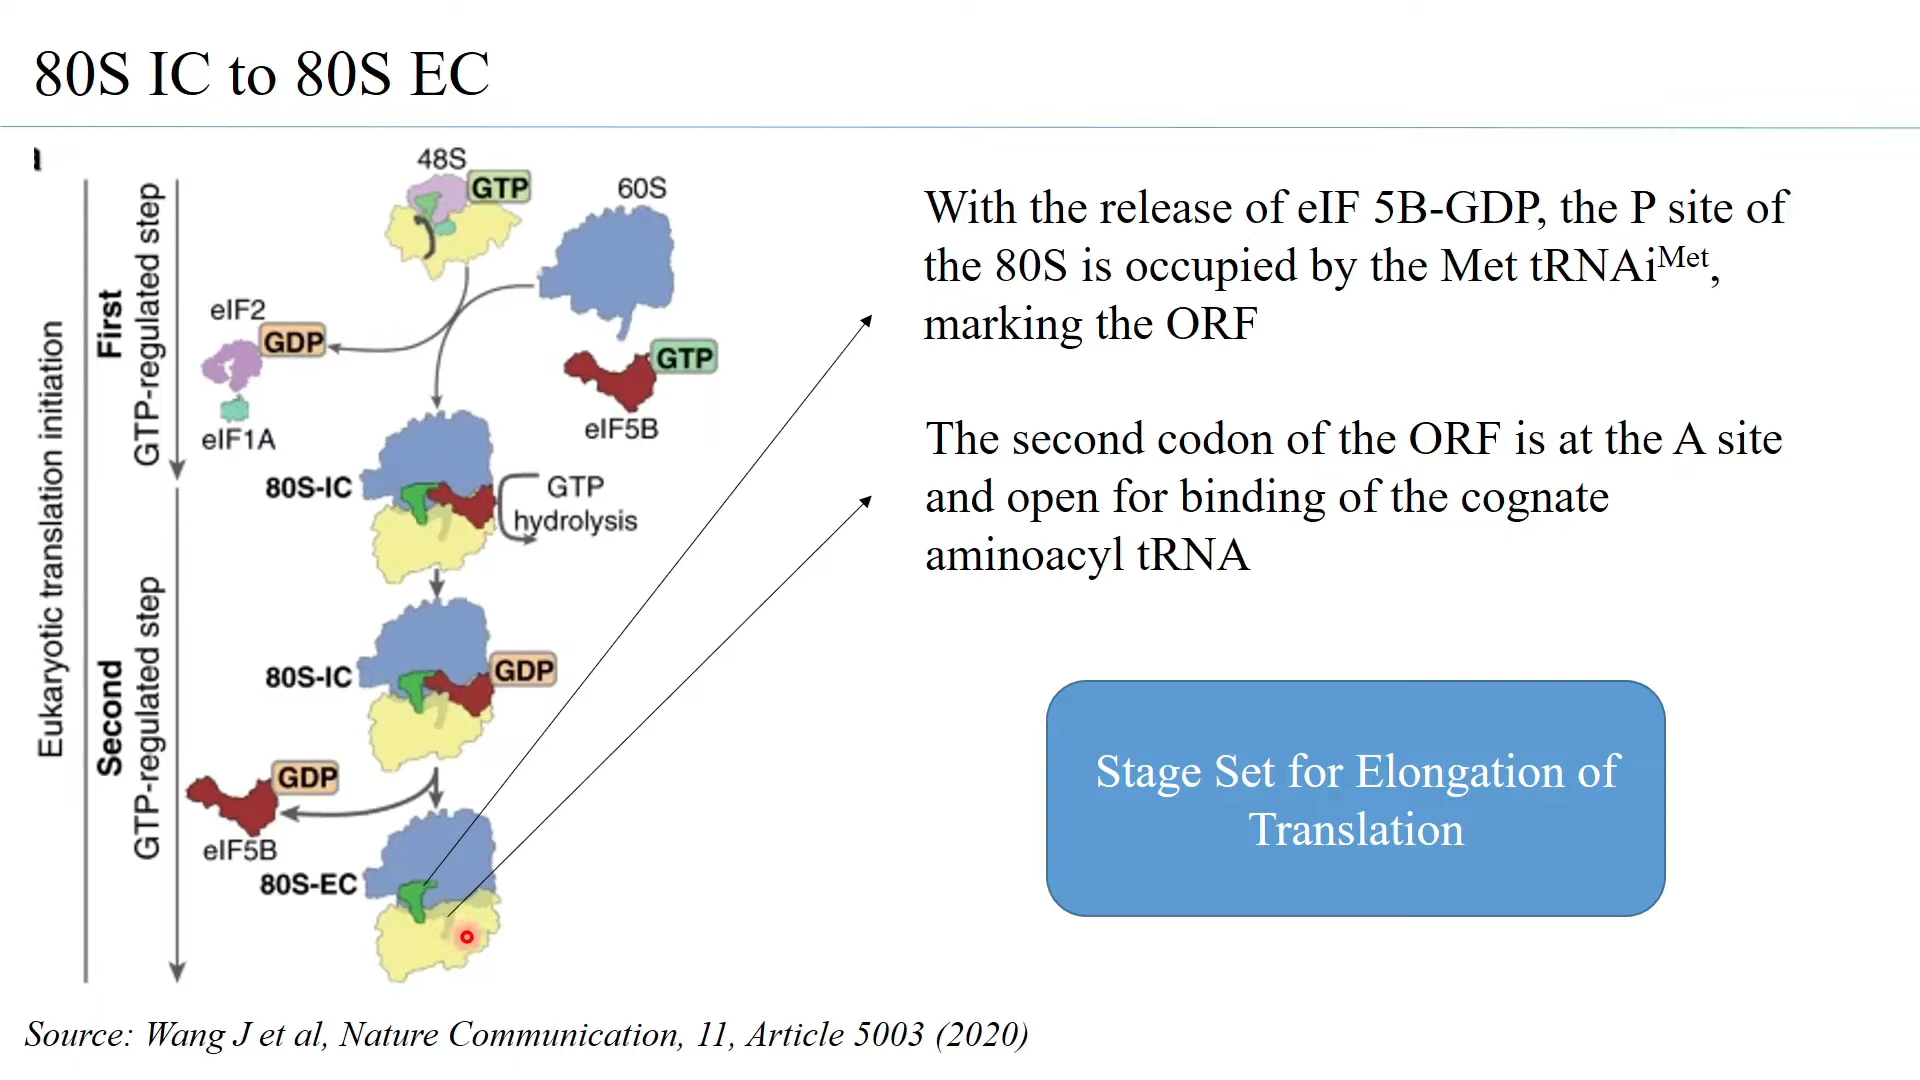 80S IC to 80S EC
Eukaryotic translation initiation
First
GTP-regulated step
Second
GTP-regulated step
48S
GTP
60S
eIF2
GDP
eIF1A
GTP
eIF5B
80S-IC
GTP
hydrolysis
80S-IC
GDP
GDP
eIF5B
80S-EC
With the release of eIF 5B-GDP, the P site of
the 80S is occupied by the Met tRNAiMet,
marking the ORF
The second codon of the ORF is at the A site
and open for binding of the cognate
aminoacyl tRNA
Stage Set for Elongation of
Translation
Source: Wang J et al, Nature Communication, 11, Article 5003 (2020)